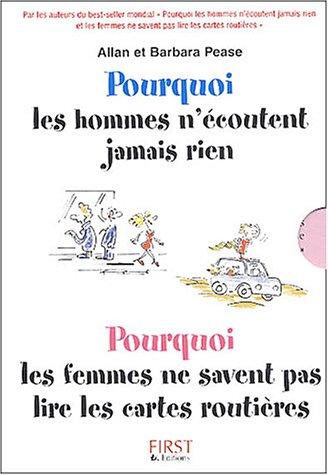 Par les auteurs du best-seller mondial « Pourquoi les hommes n'écoutent jamais rien
et les femmes ne savent pas lire les cartes routières »
Allan et Barbara Pease
Pourquoi
les hommes n'écoutent
jamais rien
Pourquoi
les femmes ne savent pas
lire les cartes routières
FIRST
Editions